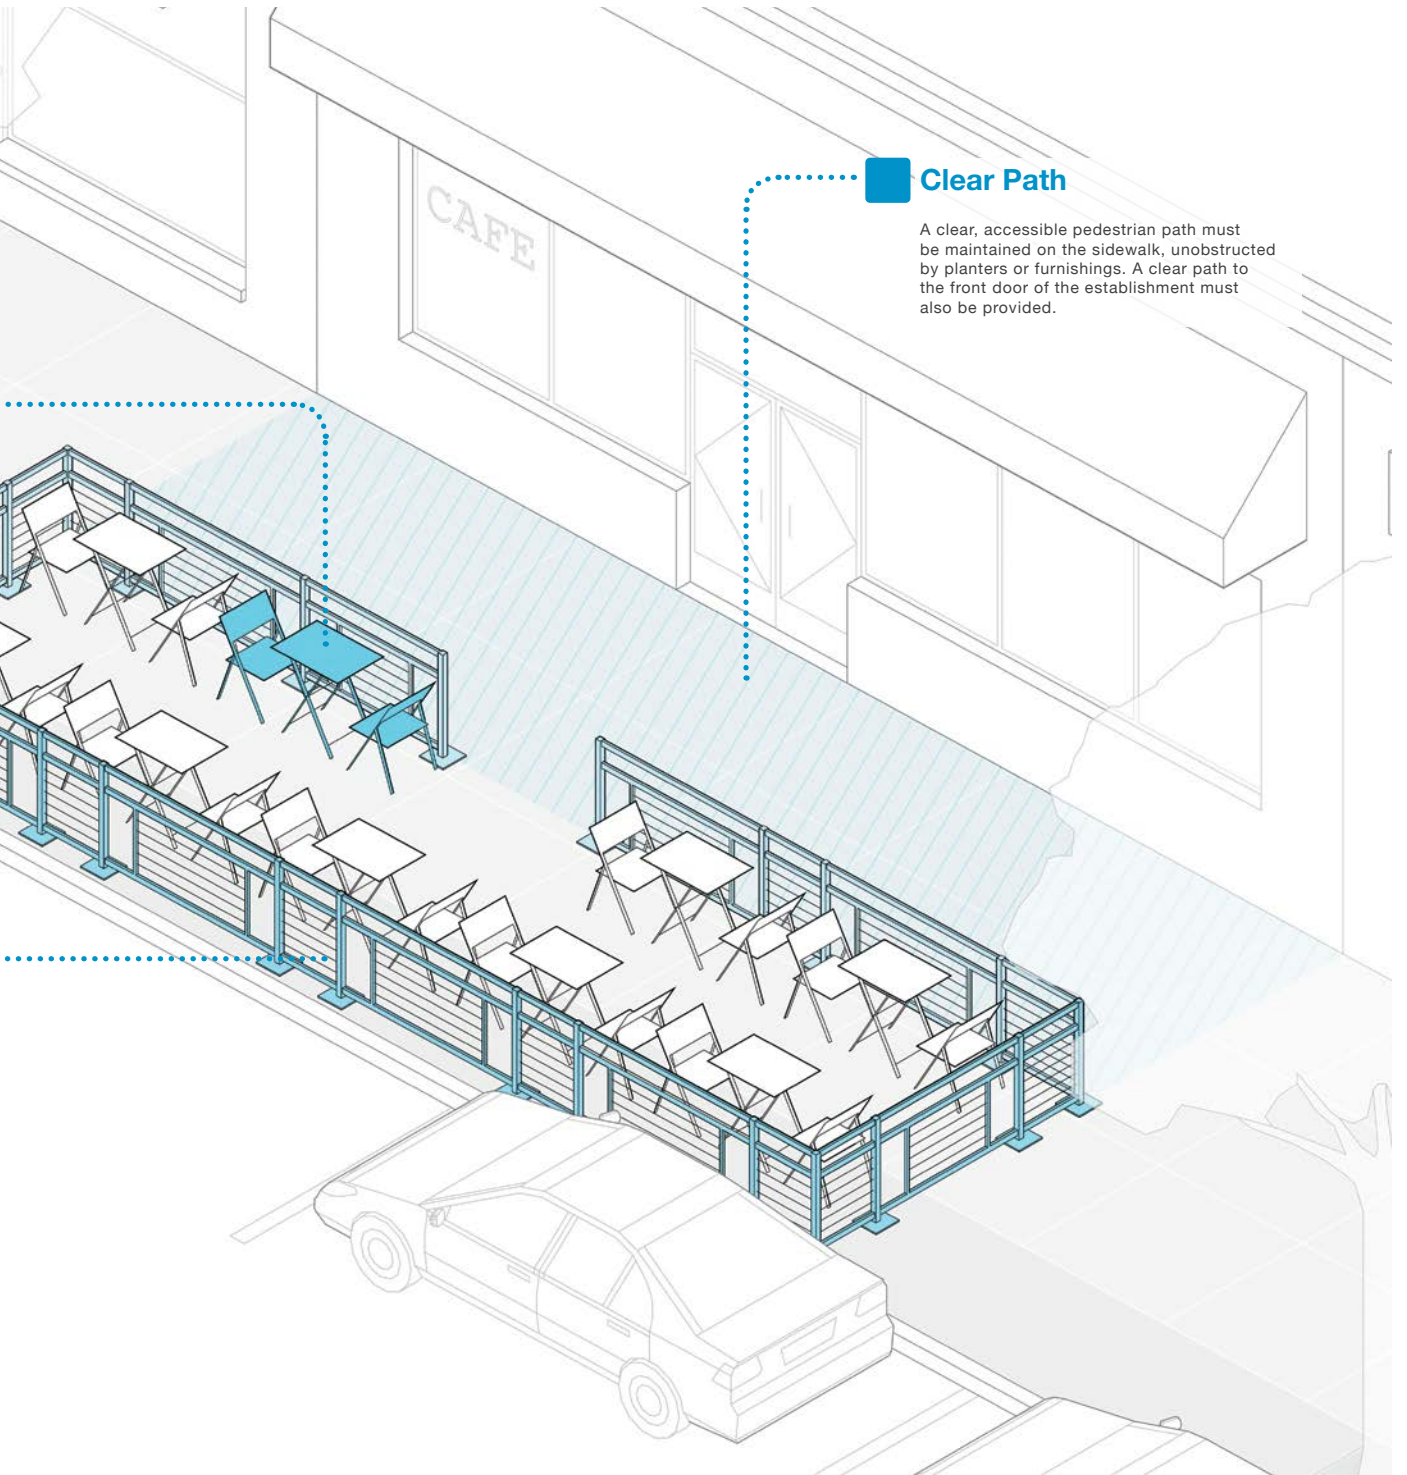 Clear Path
A clear, accessible pedestrian path must
be maintained on the sidewalk, unobstructed
by planters or furnishings. A clear path to
the front door of the establishment must
also be provided.
CAFE